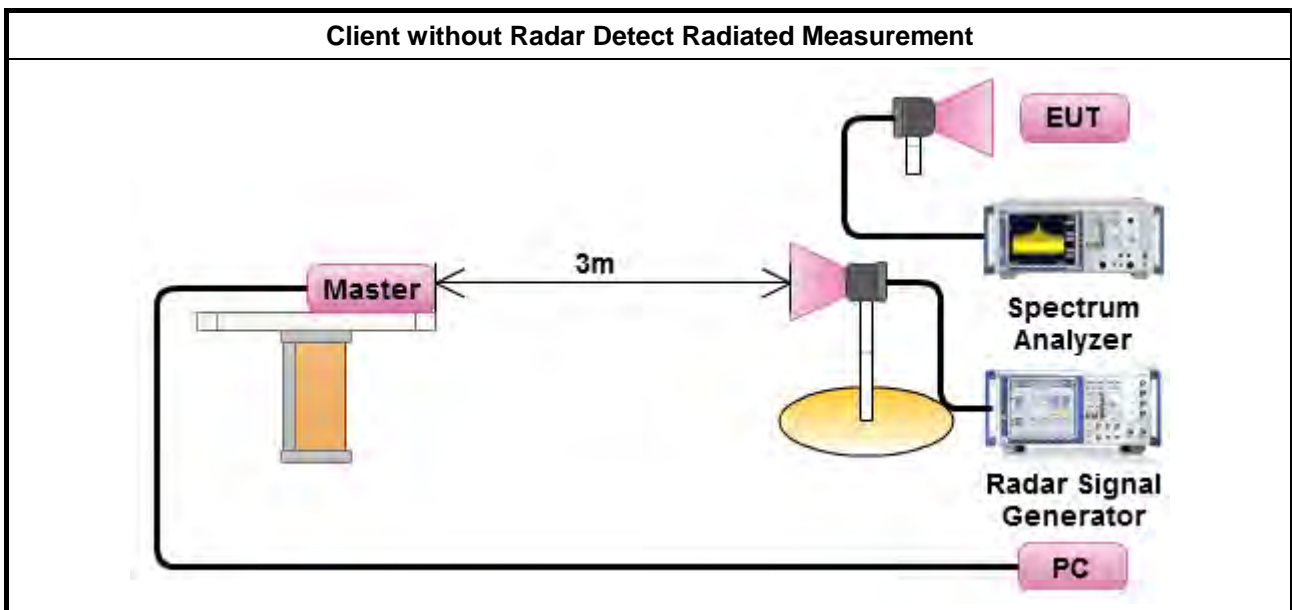 Client without Radar Detect Radiated Measurement
EUT
3m
Master
Spectrum
Analyzer
Radar Signal
Generator
PC